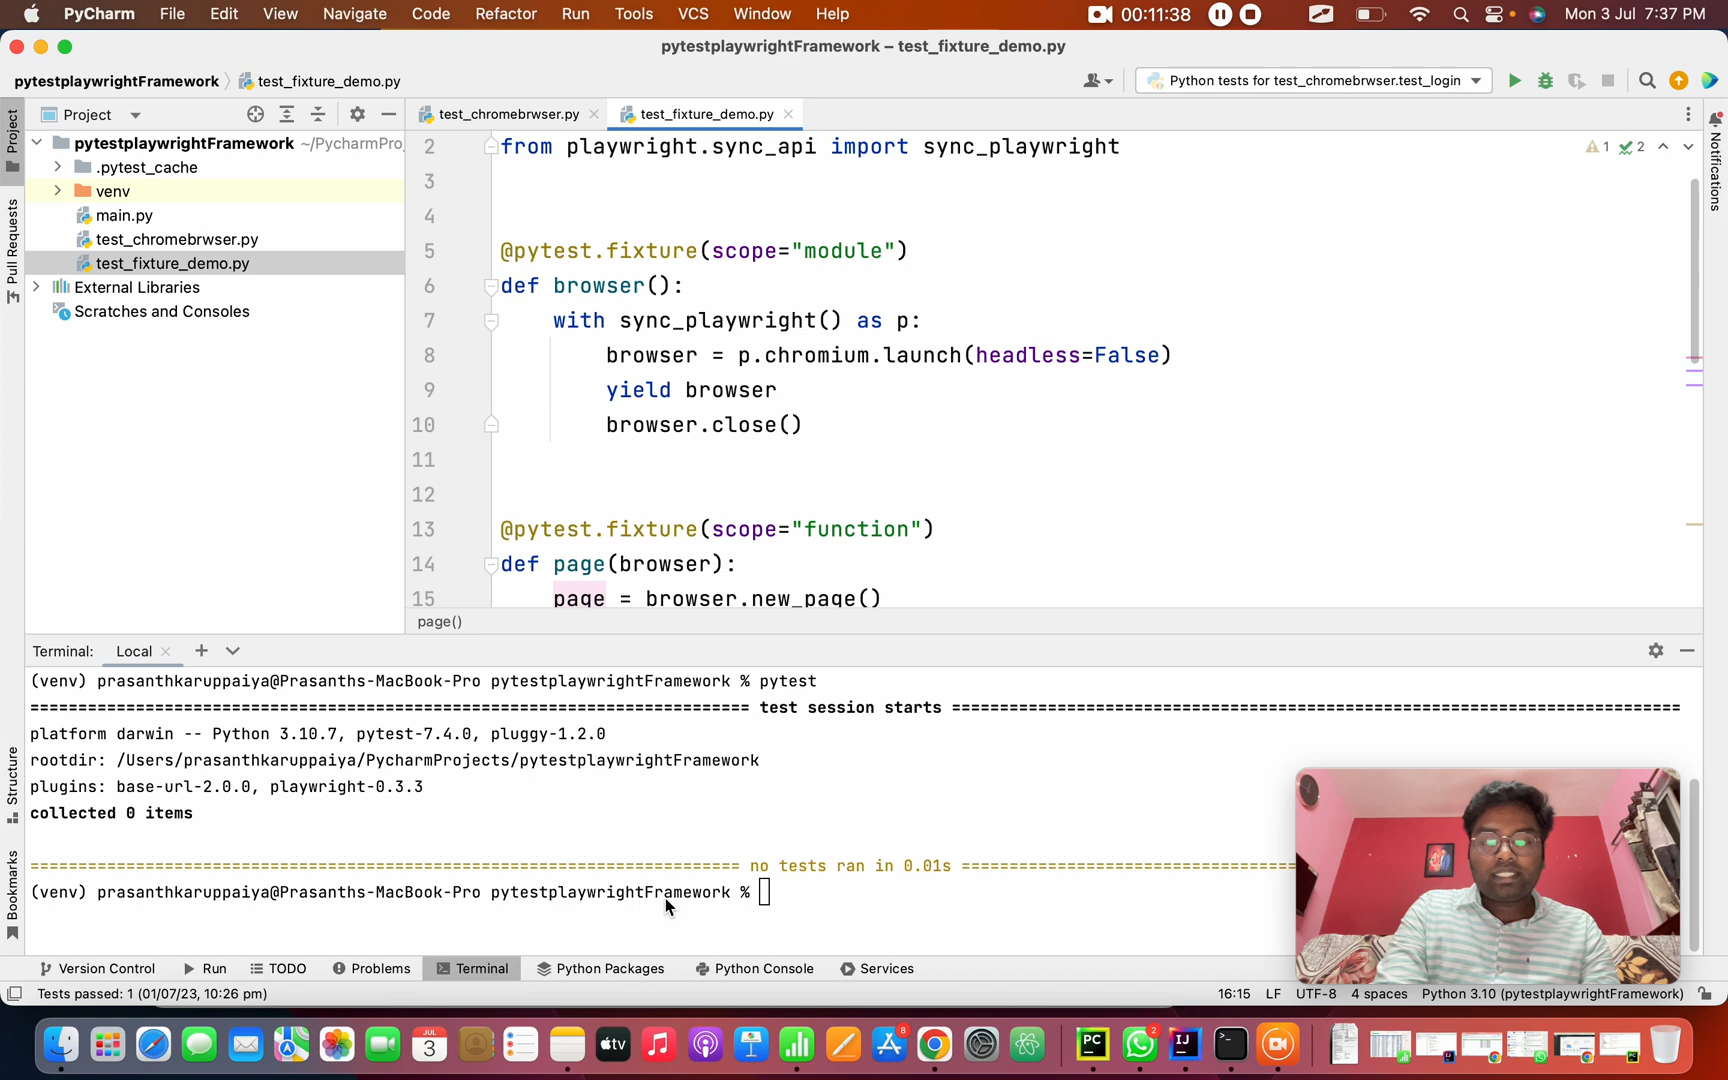 PyCharm File Edit View Navigate Code Refactor Run Tools VCS Window Help 00:11:38 Mon 3 Jul 7:37 PM
pytestplaywrightFramework – test_fixture_demo.py
pytestplaywrightFramework test_fixture_demo.py Python tests for test_chromebrwser.test_login
Project test_chromebrwser.py test_fixture_demo.py
Project
Pull Requests
Structure
Bookmarks
Notifications
pytestplaywrightFramework ~/PycharmPro
.pytest_cache
venv
main.py
test_chromebrwser.py
test_fixture_demo.py
External Libraries
Scratches and Consoles
1 2
2 from playwright.sync_api import sync_playwright
3
4
5 @pytest.fixture(scope="module")
6 def browser():
7 with sync_playwright() as p:
8 browser = p.chromium.launch(headless=False)
9 yield browser
10 browser.close()
11
12
13 @pytest.fixture(scope="function")
14 def page(browser):
15 page = browser.new_page()
page()
Terminal: Local
(venv) prasanthkaruppaiya@Prasanths-MacBook-Pro pytestplaywrightFramework % pytest
=========================================================================== test session starts ============================================================================
platform darwin -- Python 3.10.7, pytest-7.4.0, pluggy-1.2.0
rootdir: /Users/prasanthkaruppaiya/PycharmProjects/pytestplaywrightFramework
plugins: base-url-2.0.0, playwright-0.3.3
collected 0 items
========================================================================== no tests ran in 0.01s ===================================
(venv) prasanthkaruppaiya@Prasanths-MacBook-Pro pytestplaywrightFramework %
Version Control Run TODO Problems Terminal Python Packages Python Console Services
Tests passed: 1 (01/07/23, 10:26 pm) 16:15 LF UTF-8 4 spaces Python 3.10 (pytestplaywrightFramework)
JUL
3
tv
8
PC
2
IJ